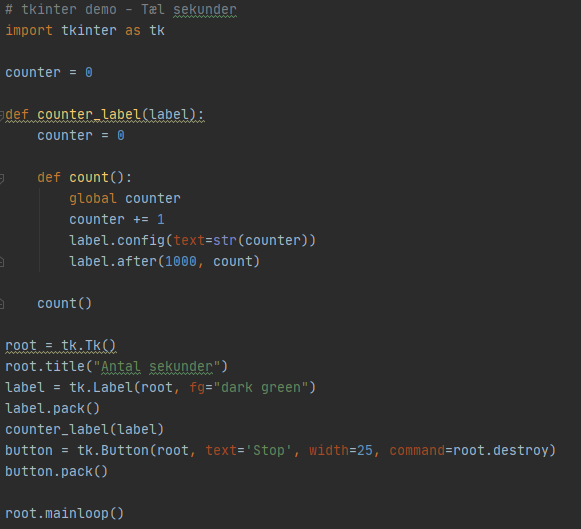 # tkinter demo – Tæl sekunder
import tkinter as tk
counter = 0
def counter_label(label):
    counter = 0
    def count():
        global counter
        counter += 1
        label.config(text=str(counter))
        label.after(1000, count)
    count()
root = tk.Tk()
root.title("Antal sekunder")
label = tk.Label(root, fg="dark green")
label.pack()
counter_label(label)
button = tk.Button(root, text='Stop', width=25, command=root.destroy)
button.pack()
root.mainloop()